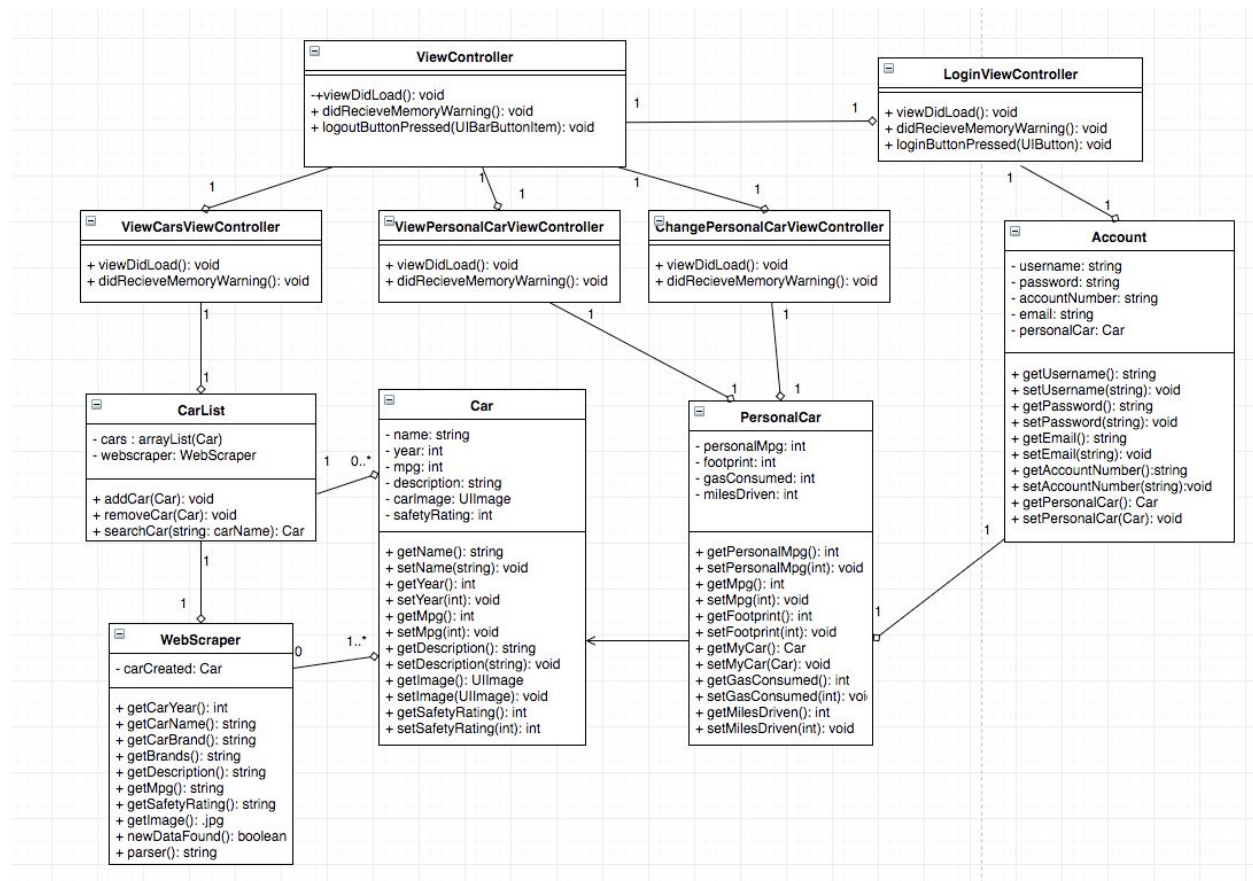 ViewController
-+viewDidLoad(): void
+ didRecieveMemoryWarning(): void
+ logoutButtonPressed(UIBarButtonItem): void
LoginViewController
+ viewDidLoad(): void
+ didRecieveMemoryWarning(): void
+ loginButtonPressed(UIButton): void
1
1
1
1
1
1
1
1
1
ViewCarsViewController
+ viewDidLoad(): void
+ didRecieveMemoryWarning(): void
ViewPersonalCarViewController
+ viewDidLoad(): void
+ didRecieveMemoryWarning(): void
ChangePersonalCarViewController
+ viewDidLoad(): void
+ didRecieveMemoryWarning(): void
Account
- username: string
- password: string
- accountNumber: string
- email: string
- personalCar: Car
+ getUsername(): string
+ setUsername(string): void
+ getPassword(): string
+ setPassword(string): void
+ getEmail(): string
+ setEmail(string): void
+ getAccountNumber():string
+ setAccountNumber(string):void
+ getPersonalCar(): Car
+ setPersonalCar(Car): void
1
1
1
1
1
1
CarList
- cars : arrayList(Car)
- webscraper: WebScraper
+ addCar(Car): void
+ removeCar(Car): void
+ searchCar(string: carName): Car
1
0..*
Car
- name: string
- year: int
- mpg: int
- description: string
- carImage: UIImage
- safetyRating: int
+ getName(): string
+ setName(string): void
+ getYear(): int
+ setYear(int): void
+ getMpg(): int
+ setMpg(int): void
+ getDescription(): string
+ setDescription(string): void
+ getImage(): UIImage
+ setImage(UIImage): void
+ getSafetyRating(): int
+ setSafetyRating(int): int
PersonalCar
- personalMpg: int
- footprint: int
- gasConsumed: int
- milesDriven: int
+ getPersonalMpg(): int
+ setPersonalMpg(int): void
+ getMpg(): int
+ setMpg(int): void
+ getFootprint(): int
+ setFootprint(int): void
+ getMyCar(): Car
+ setMyCar(Car): void
+ getGasConsumed(): int
+ setGasConsumed(int): voi
+ getMilesDriven(): int
+ setMilesDriven(int): void
1
1
1
1
WebScraper
- carCreated: Car
+ getCarYear(): int
+ getCarName(): string
+ getCarBrand(): string
+ getBrands(): string
+ getDescription(): string
+ getMpg(): string
+ getSafetyRating(): string
+ getImage(): .jpg
+ newDataFound(): boolean
+ parser(): string
0
1..*